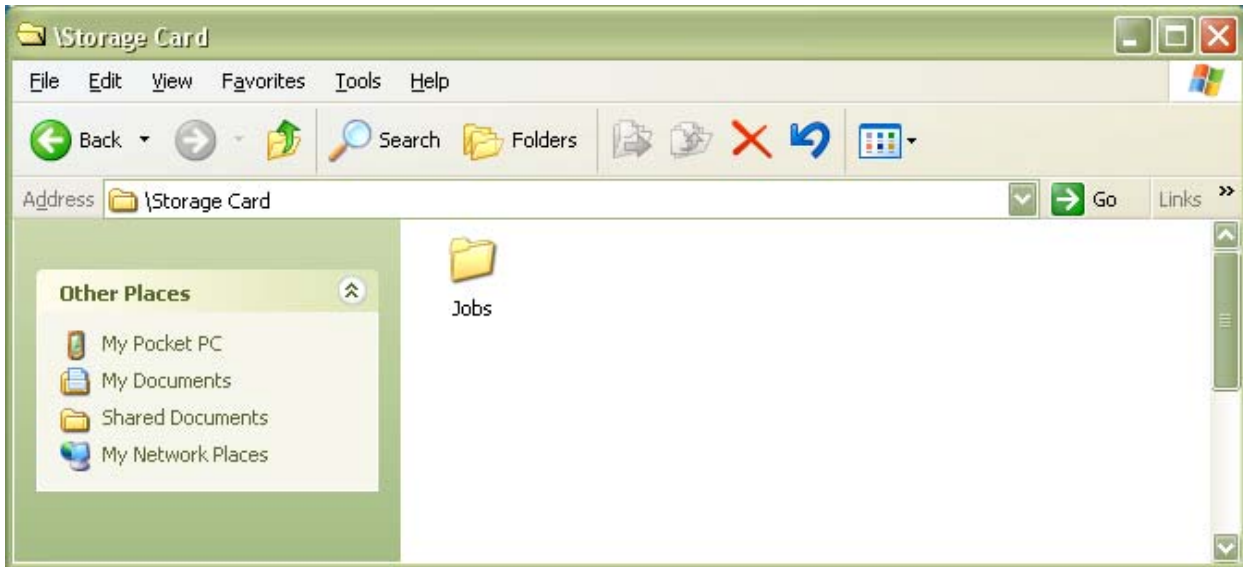 \Storage Card
File Edit View Favorites Tools Help
Back Search Folders
Address \Storage Card Go Links »
Other Places
Jobs
My Pocket PC
My Documents
Shared Documents
My Network Places